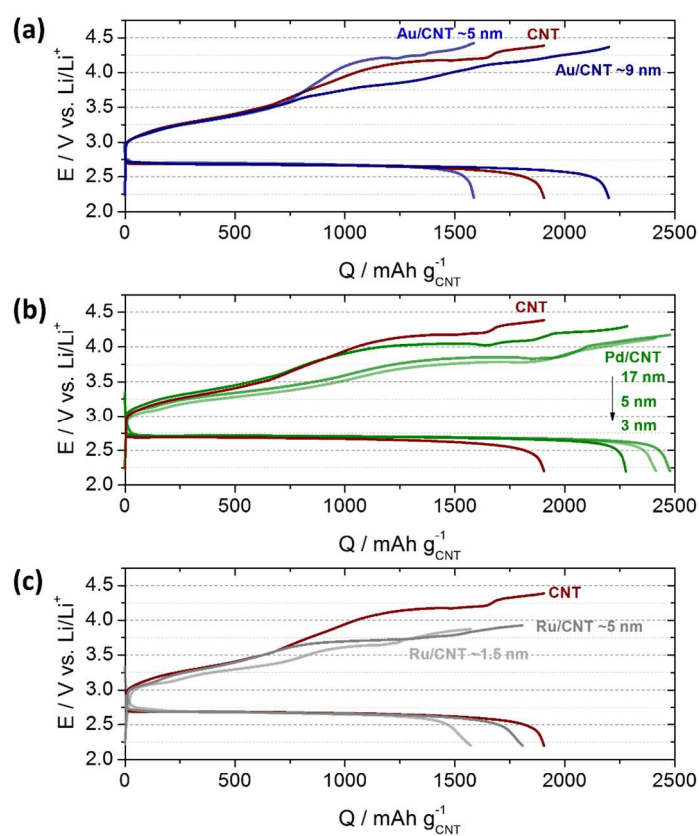 (a)
Au/CNT ~5 nm
CNT
Au/CNT ~9 nm
E / V vs. Li/Li⁺
4.5
4.0
3.5
3.0
2.5
2.0
0
500
1000
1500
2000
2500
Q / mAh g⁻¹CNT
(b)
CNT
Pd/CNT
17 nm
5 nm
3 nm
E / V vs. Li/Li⁺
4.5
4.0
3.5
3.0
2.5
2.0
0
500
1000
1500
2000
2500
Q / mAh g⁻¹CNT
(c)
CNT
Ru/CNT ~5 nm
Ru/CNT ~1.5 nm
E / V vs. Li/Li⁺
4.5
4.0
3.5
3.0
2.5
2.0
0
500
1000
1500
2000
2500
Q / mAh g⁻¹CNT